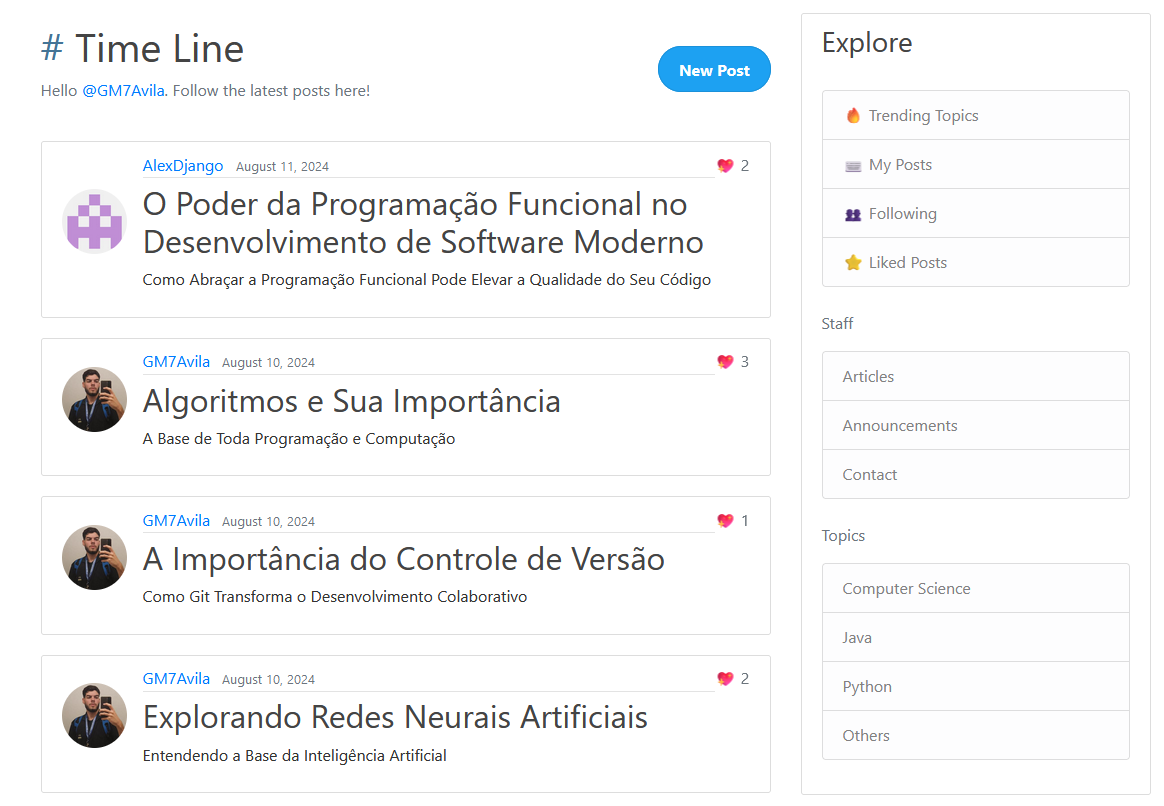 # Time Line
Hello @GM7Avila. Follow the latest posts here!
New Post
AlexDjango August 11, 2024 💖 2
O Poder da Programação Funcional no
Desenvolvimento de Software Moderno
Como Abraçar a Programação Funcional Pode Elevar a Qualidade do Seu Código
GM7Avila August 10, 2024 💖 3
Algoritmos e Sua Importância
A Base de Toda Programação e Computação
GM7Avila August 10, 2024 💖 1
A Importância do Controle de Versão
Como Git Transforma o Desenvolvimento Colaborativo
GM7Avila August 10, 2024 💖 2
Explorando Redes Neurais Artificiais
Entendendo a Base da Inteligência Artificial
Explore
🔥 Trending Topics
My Posts
👥 Following
⭐ Liked Posts
Staff
Articles
Announcements
Contact
Topics
Computer Science
Java
Python
Others